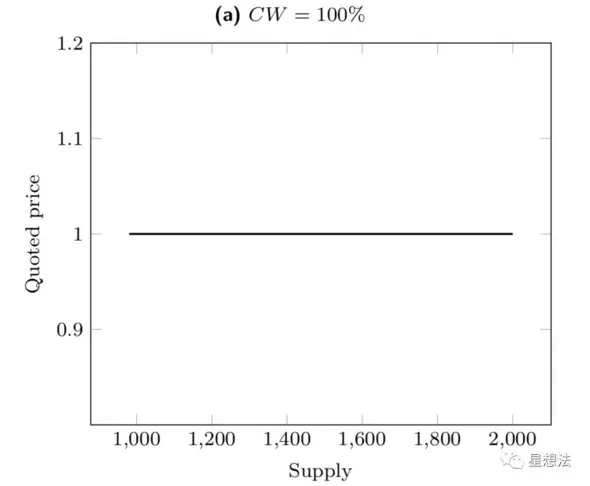 (a) CW = 100%
1.2
1.1
1
0.9
Quoted price
1,000 1,200 1,400 1,600 1,800 2,000
Supply
星想法